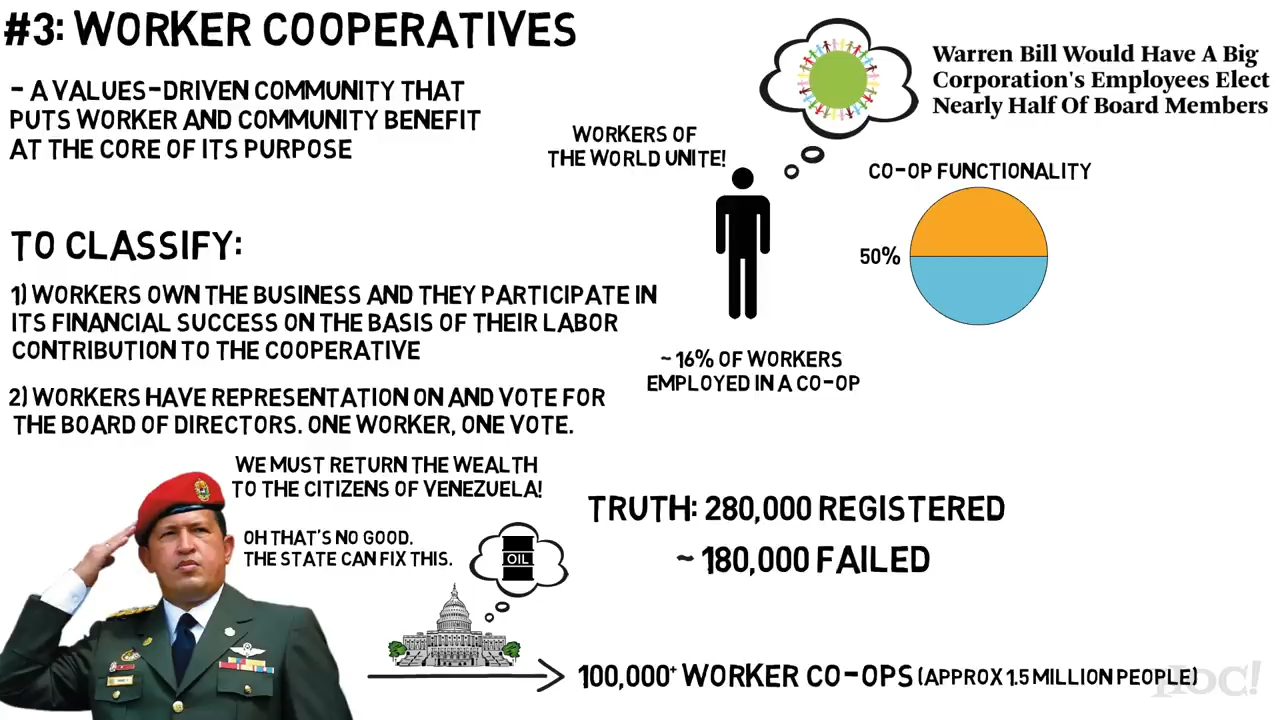 #3: WORKER COOPERATIVES
- A VALUES-DRIVEN COMMUNITY THAT
PUTS WORKER AND COMMUNITY BENEFIT
AT THE CORE OF ITS PURPOSE
Warren Bill Would Have A Big
Corporation's Employees Elect
Nearly Half Of Board Members
WORKERS OF
THE WORLD UNITE!
CO-OP FUNCTIONALITY
50%
TO CLASSIFY:
1) WORKERS OWN THE BUSINESS AND THEY PARTICIPATE IN
ITS FINANCIAL SUCCESS ON THE BASIS OF THEIR LABOR
CONTRIBUTION TO THE COOPERATIVE
~ 16% OF WORKERS
EMPLOYED IN A CO-OP
2) WORKERS HAVE REPRESENTATION ON AND VOTE FOR
THE BOARD OF DIRECTORS. ONE WORKER, ONE VOTE.
WE MUST RETURN THE WEALTH
TO THE CITIZENS OF VENEZUELA!
OH THAT'S NO GOOD.
THE STATE CAN FIX THIS.
OIL
TRUTH: 280,000 REGISTERED
~ 180,000 FAILED
100,000+ WORKER CO-OPS (APPROX 1.5 MILLION PEOPLE)